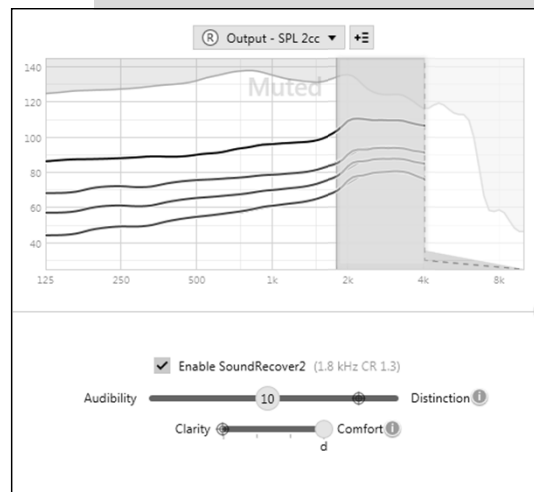 R Output - SPL 2cc
140
Muted
120
100
80
60
40
125 250 500 1k 2k 4k 8k
Enable SoundRecover2 (1.8 kHz CR 1.3)
Audibility 10 Distinction i
Clarity Comfort i
d